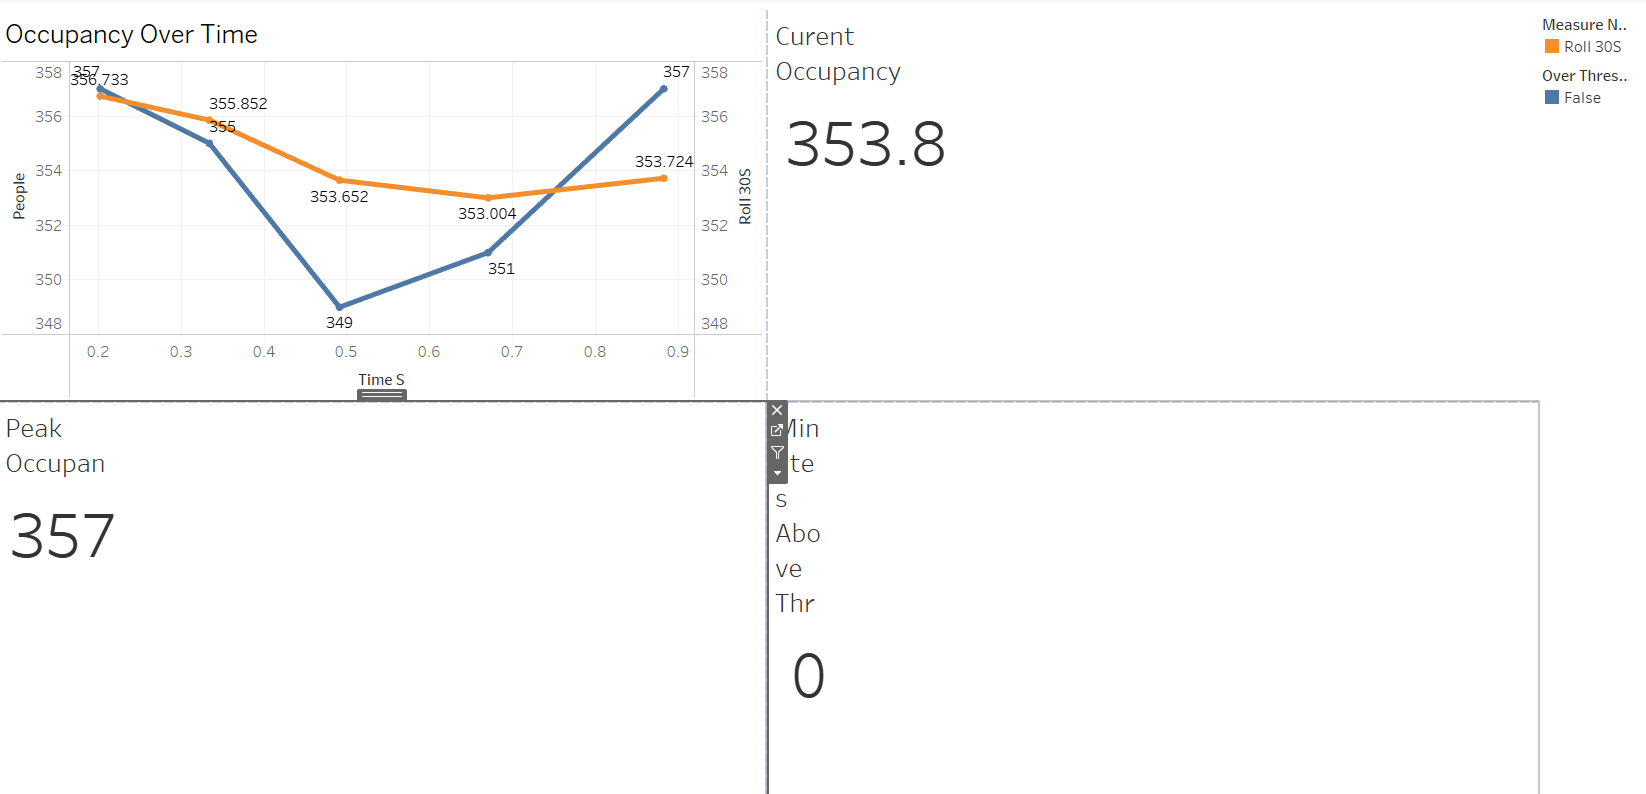 Occupancy Over Time
358
356
354
352
350
348
People
357
356.733
355.852
355
353.652
349
353.004
351
357
353.724
358
356
354
352
350
348
Roll 30S
0.2 0.3 0.4 0.5 0.6 0.7 0.8 0.9
Time S
Curent
Occupancy
353.8
Measure N..
Roll 30S
Over Thres..
False
Peak
Occupan
357
Min
te
s
Abo
ve
Thr
0